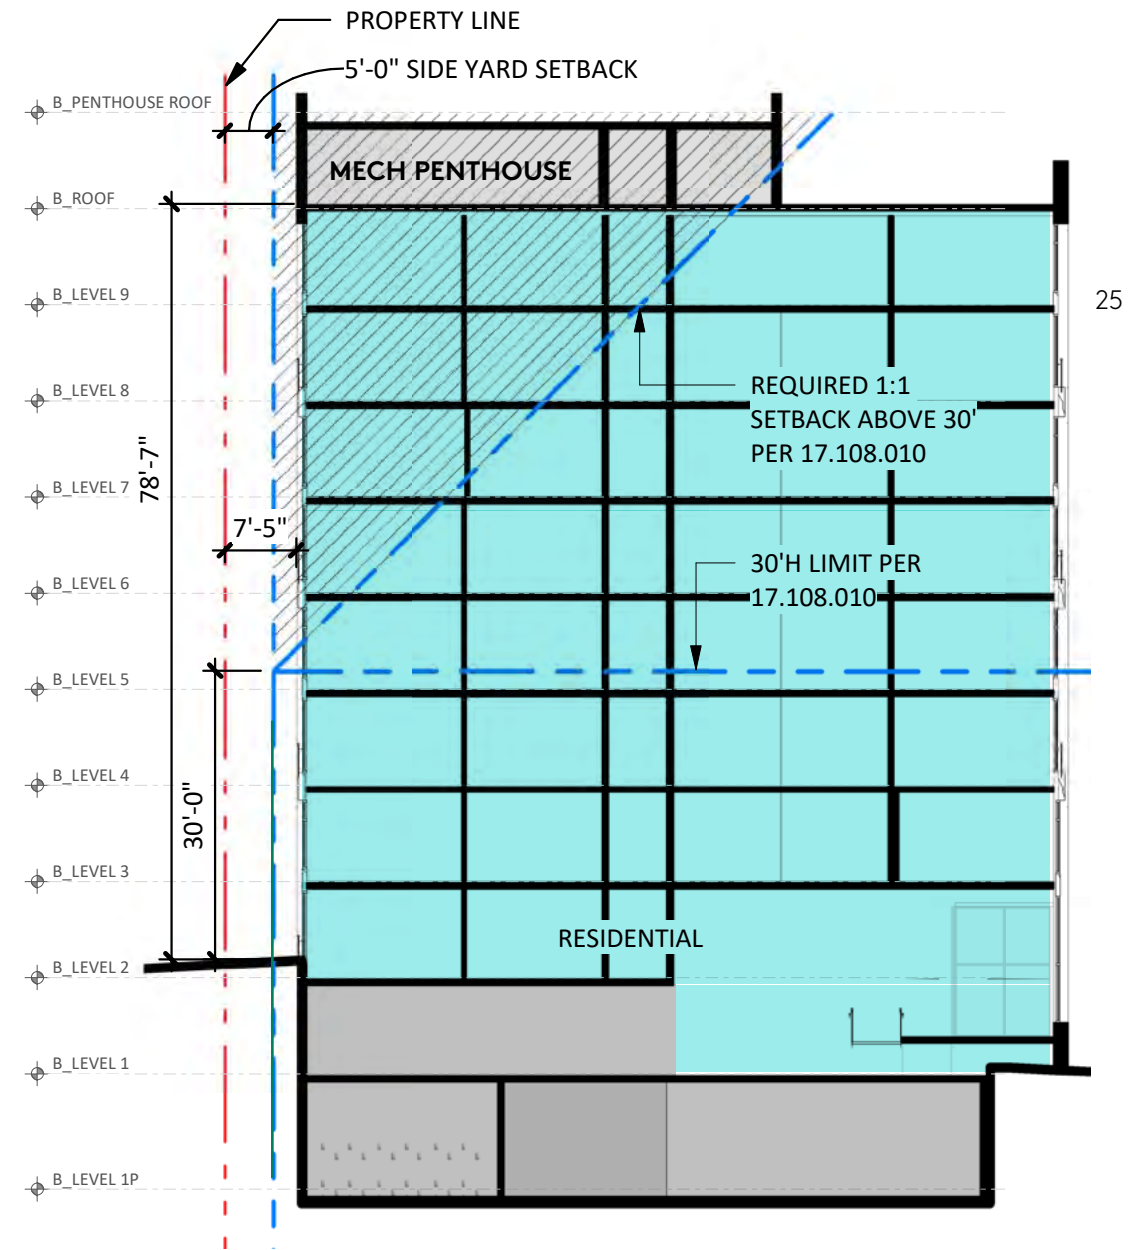 PROPERTY LINE
5'-0" SIDE YARD SETBACK
B_PENTHOUSE ROOF
MECH PENTHOUSE
B_ROOF
B_LEVEL 9
25
B_LEVEL 8
REQUIRED 1:1
SETBACK ABOVE 30'
PER 17.108.010
78'-7"
B_LEVEL 7
7'-5"
30'H LIMIT PER
17.108.010
B_LEVEL 6
B_LEVEL 5
B_LEVEL 4
30'-0"
B_LEVEL 3
RESIDENTIAL
B_LEVEL 2
B_LEVEL 1
B_LEVEL 1P